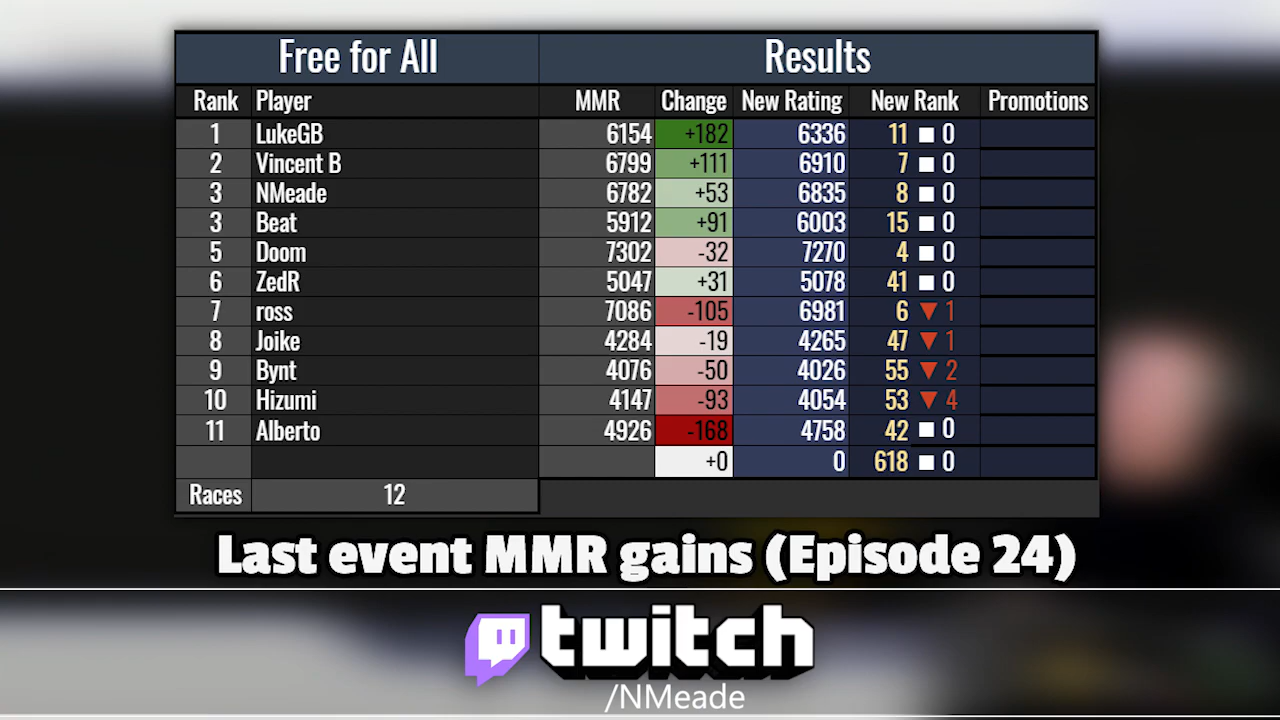 Free for All Results
Rank Player MMR Change New Rating New Rank Promotions
1 LukeGB 6154 +182 6336 11 ■ 0
2 Vincent B 6799 +111 6910 7 ■ 0
3 NMeade 6782 +53 6835 8 ■ 0
3 Beat 5912 +91 6003 15 ■ 0
5 Doom 7302 -32 7270 4 ■ 0
6 ZedR 5047 +31 5078 41 ■ 0
7 ross 7086 -105 6981 6 ▼ 1
8 Joike 4284 -19 4265 47 ▼ 1
9 Bynt 4076 -50 4026 55 ▼ 2
10 Hizumi 4147 -93 4054 53 ▼ 4
11 Alberto 4926 -168 4758 42 ■ 0
+0 0 618 ■ 0
Races 12
Last event MMR gains (Episode 24)
twitch
/NMeade